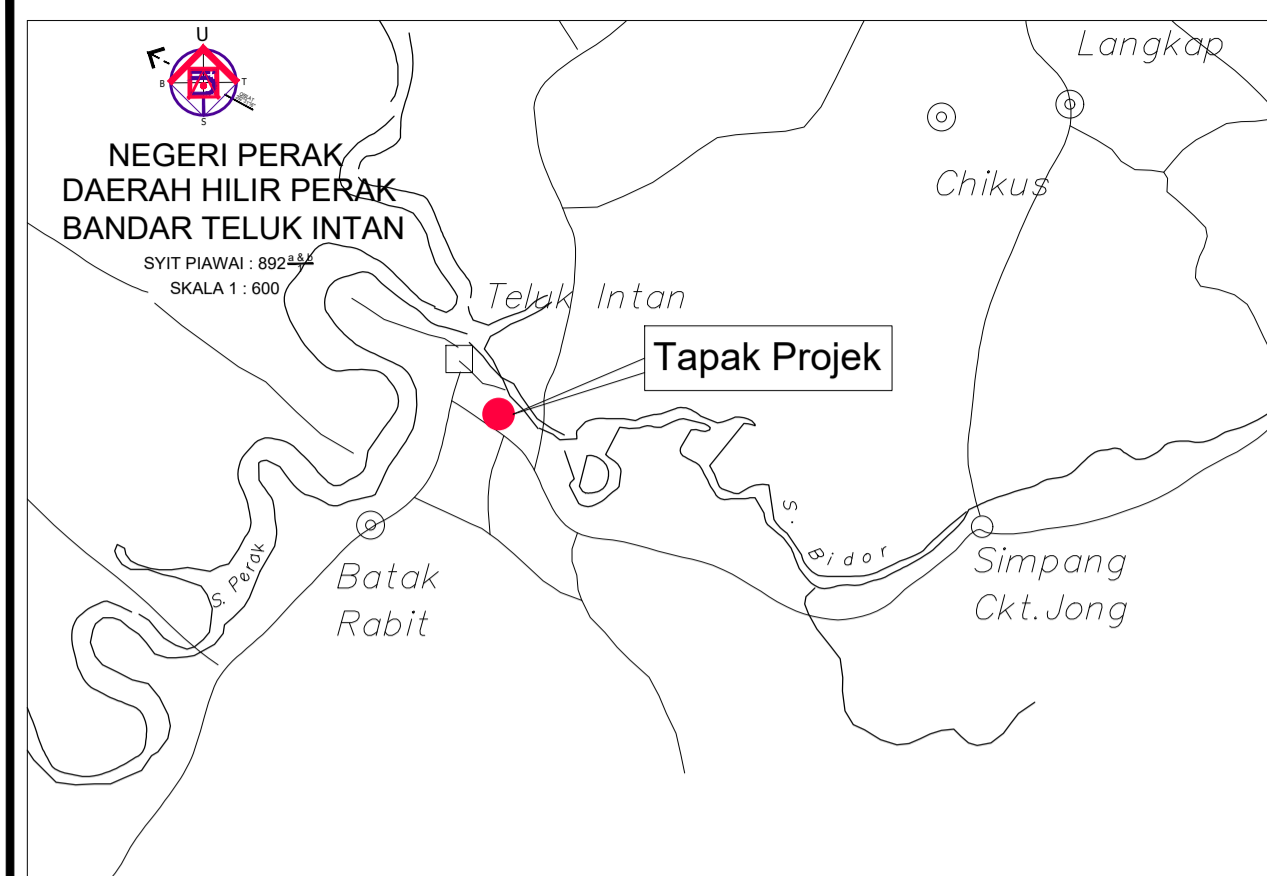 U
B
T
S
NEGERI PERAK
DAERAH HILIR PERAK
BANDAR TELUK INTAN
SYIT PIAWAI : 892
SKALA 1 : 600
Langkap
Chikus
Teluk Intan
Tapak Projek
S. Bidor
S. Perak
Batak
Rabit
Simpang
Ckt.Jong